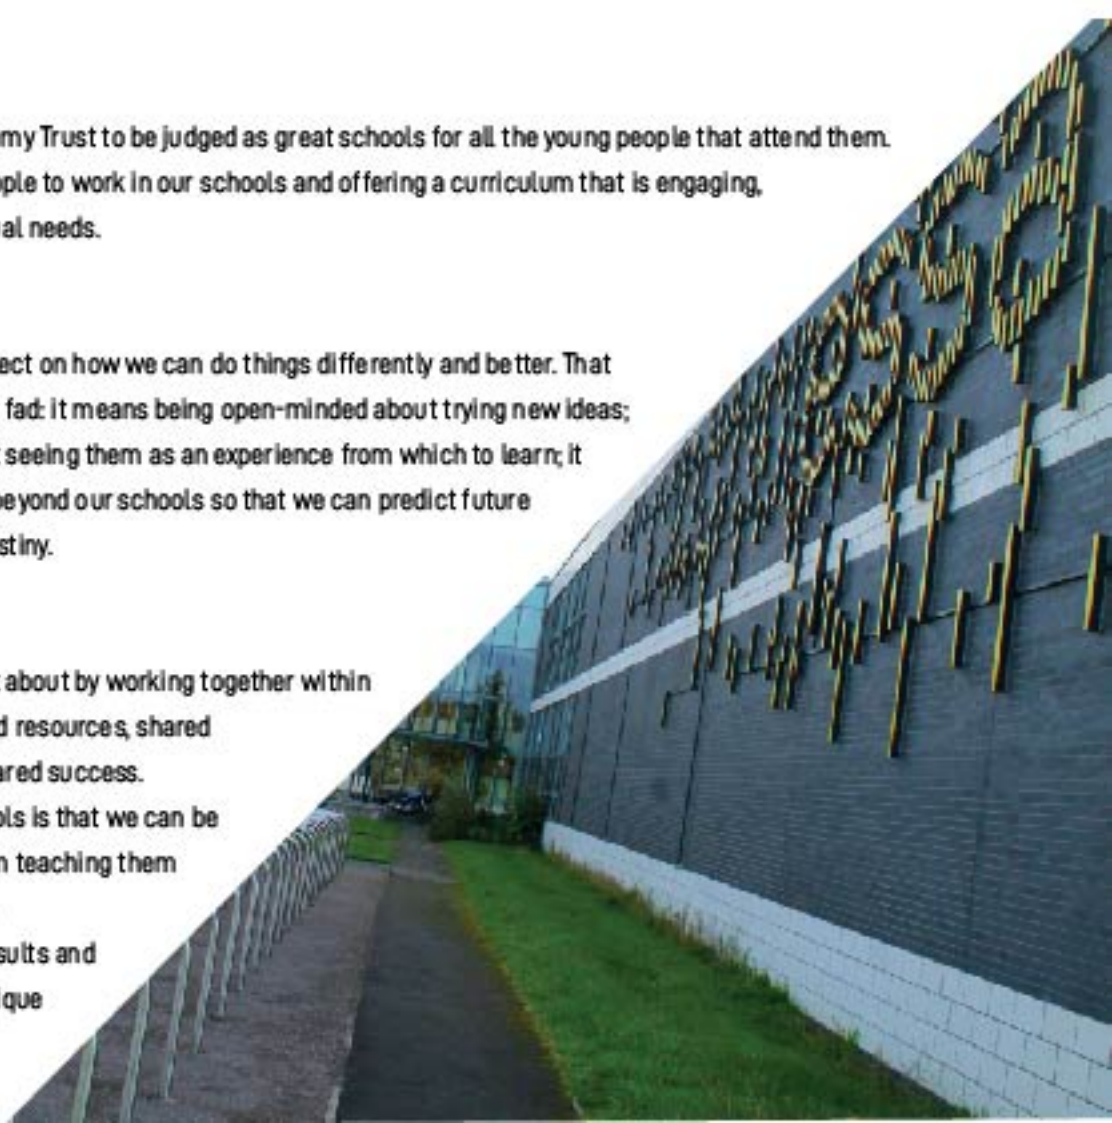 my Trust to be judged as great schools for all the young people that attend them.
ple to work in our schools and offering a curriculum that is engaging,
al needs.
ect on how we can do things differently and better. That
fad: it means being open-minded about trying new ideas;
seeing them as an experience from which to learn; it
beyond our schools so that we can predict future
stiny.
about by working together within
d resources, shared
ared success.
ols is that we can be
n teaching them
sults and
ique